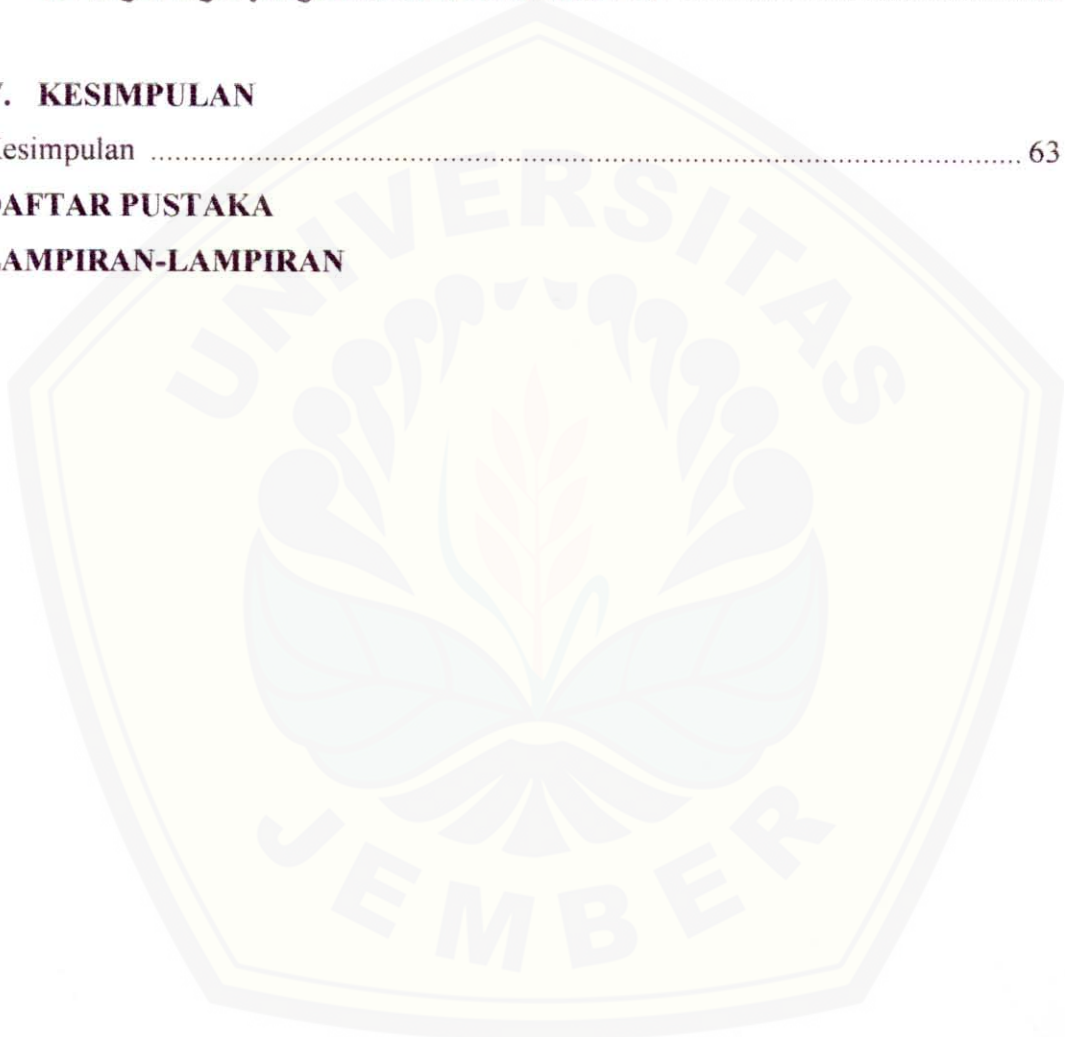 . KESIMPULAN
esimpulan ........................................................................................................ 63
AFTAR PUSTAKA
AMPIRAN-LAMPIRAN
UNIVERSITAS
JEMBER